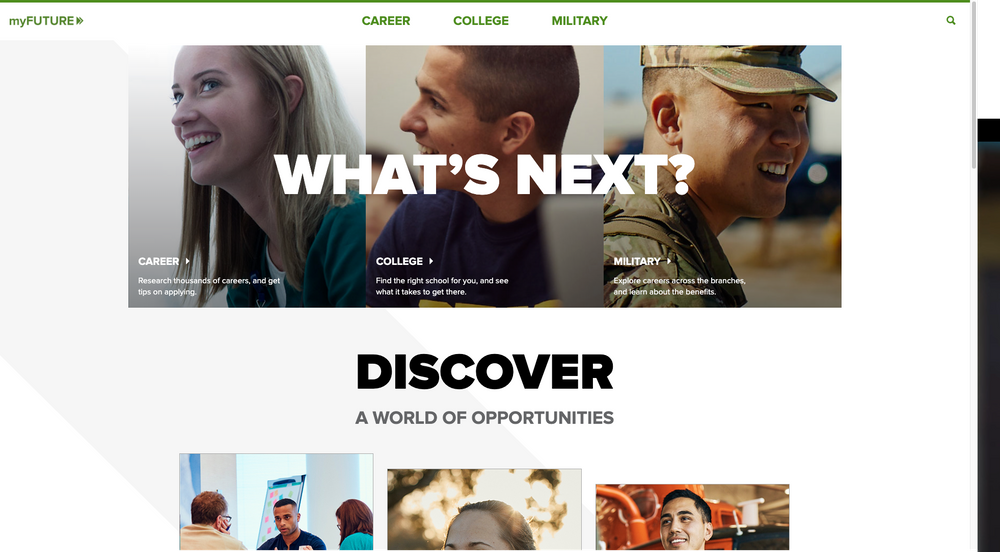 myFUTURE
CAREER
COLLEGE
MILITARY
WHAT'S NEXT?
CAREER
Research thousands of careers, and get
tips on applying.
COLLEGE
Find the right school for you, and see
what it takes to get there.
MILITARY
Explore careers across the branches,
and learn about the benefits.
DISCOVER
A WORLD OF OPPORTUNITIES